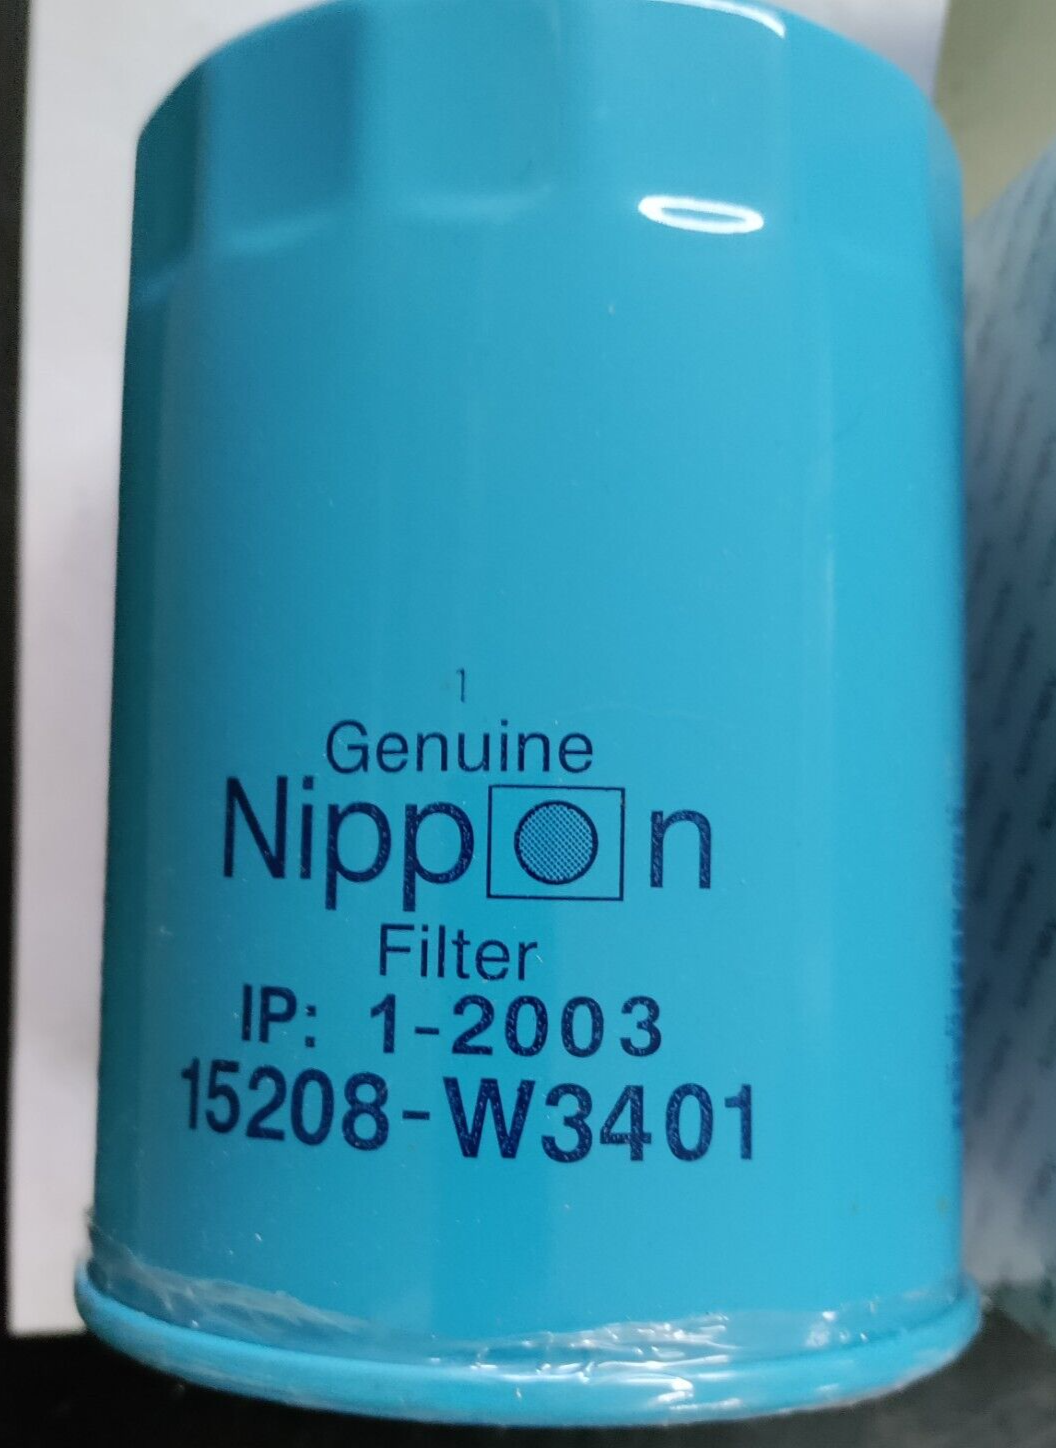 1
Genuine
Nippon
Filter
IP: 1-2003
15208-W3401